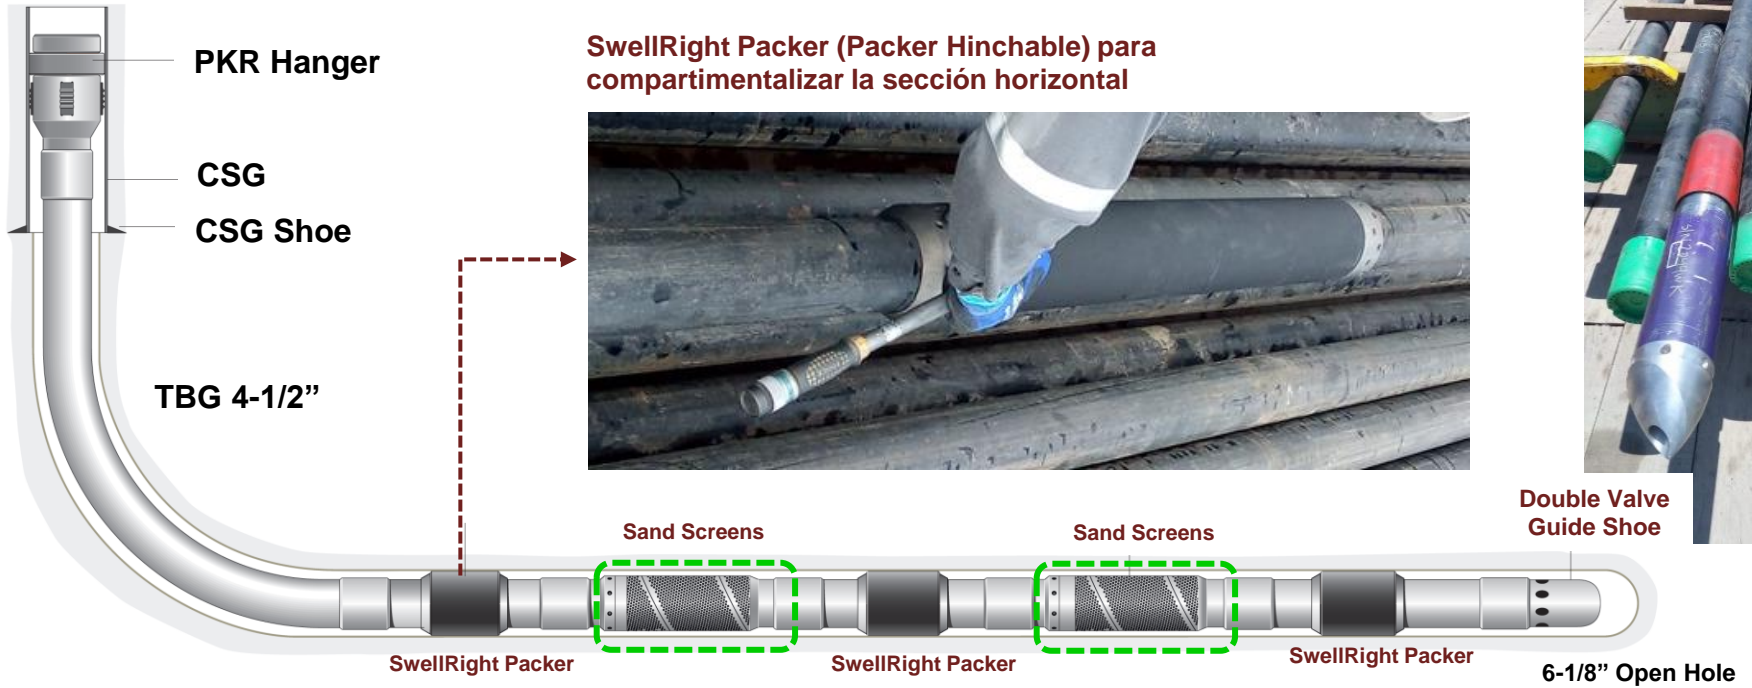 PKR Hanger
CSG
CSG Shoe
TBG 4-1/2”
SwellRight Packer (Packer Hinchable) para
compartimentalizar la sección horizontal
Sand Screens
Sand Screens
Double Valve
Guide Shoe
SwellRight Packer
SwellRight Packer
SwellRight Packer
6-1/8” Open Hole